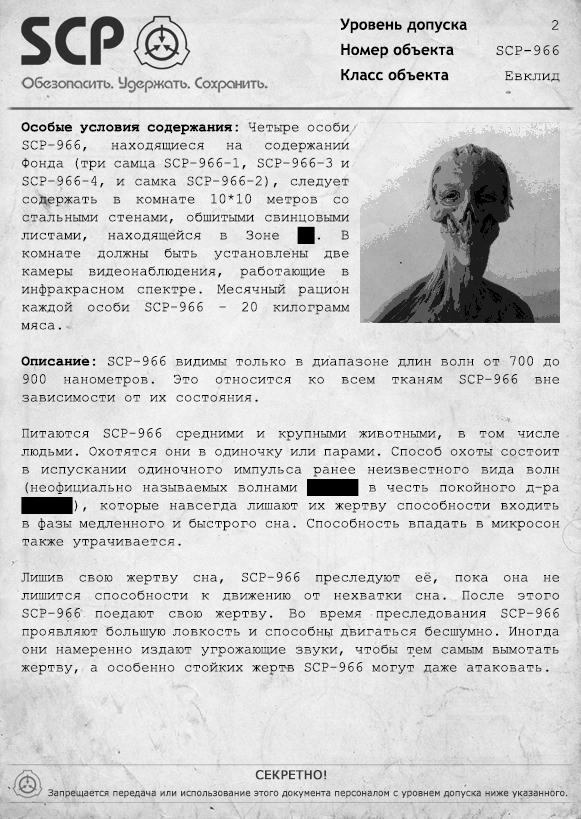 SCP
Обезопасить. Удержать. Сохранить.
Уровень допуска 2
Номер объекта SCP-966
Класс объекта Евклид
Особые условия содержания: Четыре особи
SCP-966, находящиеся на содержании
Фонда (три самца SCP-966-1, SCP-966-3 и
SCP-966-4, и самка SCP-966-2), следует
содержать в комнате 10*10 метров со
стальными стенами, обшитыми свинцовыми
листами, находящейся в Зоне . В
комнате должны быть установлены две
камеры видеонаблюдения, работающие в
инфракрасном спектре. Месячный рацион
каждой особи SCP-966 – 20 килограмм
мяса.
Описание: SCP-966 видимы только в диапазоне длин волн от 700 до
900 нанометров. Это относится ко всем тканям SCP-966 вне
зависимости от их состояния.
Питаются SCP-966 средними и крупными животными, в том числе
людьми. Охотятся они в одиночку или парами. Способ охоты состоит
в испускании одиночного импульса ранее неизвестного вида волн
(неофициально называемых волнами в честь покойного д-ра
), которые навсегда лишают их жертву способности входить
в фазы медленного и быстрого сна. Способность впадать в микросон
также утрачивается.
Лишив свою жертву сна, SCP-966 преследуют её, пока она не
лишится способности к движению от нехватки сна. После этого
SCP-966 поедают свою жертву. Во время преследования SCP-966
проявляют большую ловкость и способны двигаться бесшумно. Иногда
они намеренно издают угрожающие звуки, чтобы тем самым вымотать
жертву, а особенно стойких жертв SCP-966 могут даже атаковать.
СЕКРЕТНО!
Запрещается передача или использование этого документа персоналом с уровнем допуска ниже указанного.